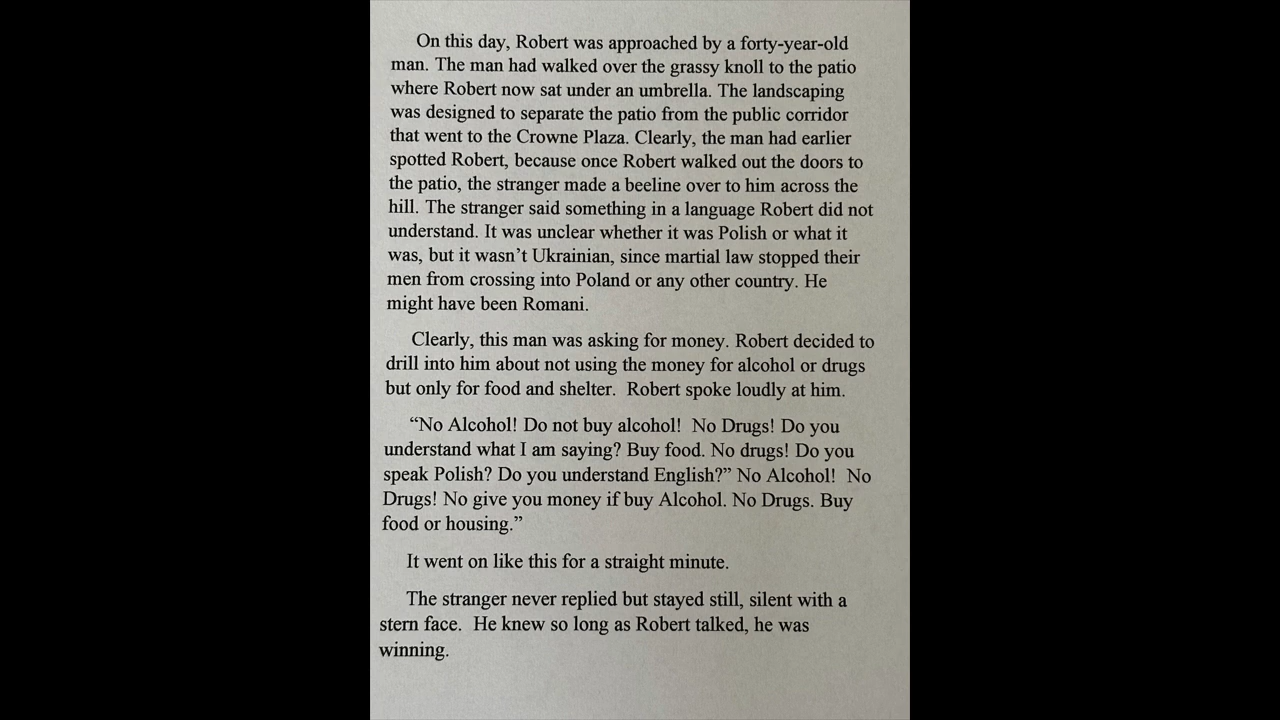 On this day, Robert was approached by a forty-year-old
man. The man had walked over the grassy knoll to the patio
where Robert now sat under an umbrella. The landscaping
was designed to separate the patio from the public corridor
that went to the Crowne Plaza. Clearly, the man had earlier
spotted Robert, because once Robert walked out the doors to
the patio, the stranger made a beeline over to him across the
hill. The stranger said something in a language Robert did not
understand. It was unclear whether it was Polish or what it
was, but it wasn’t Ukrainian, since martial law stopped their
men from crossing into Poland or any other country. He
might have been Romani.
Clearly, this man was asking for money. Robert decided to
drill into him about not using the money for alcohol or drugs
but only for food and shelter.  Robert spoke loudly at him.
“No Alcohol! Do not buy alcohol!  No Drugs! Do you
understand what I am saying? Buy food. No drugs! Do you
speak Polish? Do you understand English?” No Alcohol!  No
Drugs! No give you money if buy Alcohol. No Drugs. Buy
food or housing.”
It went on like this for a straight minute.
The stranger never replied but stayed still, silent with a
stern face.  He knew so long as Robert talked, he was
winning.